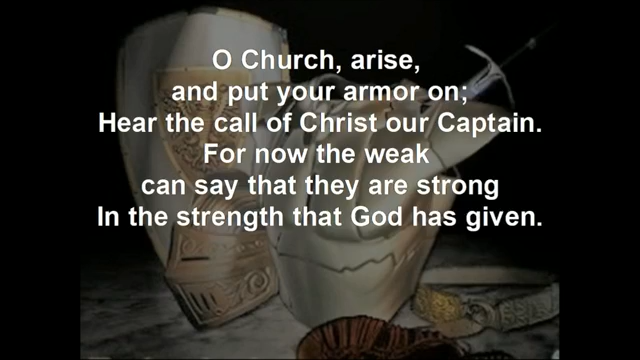 O Church, arise,
and put your armor on;
Hear the call of Christ our Captain.
For now the weak
can say that they are strong
In the strength that God has given.